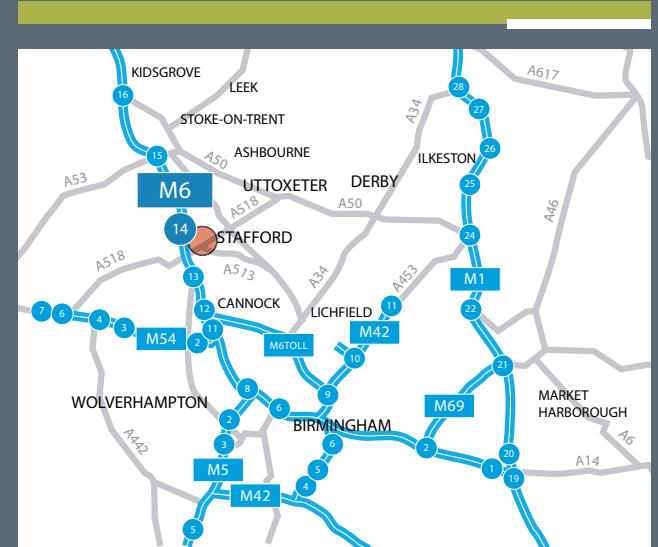 KIDSGROVE
A617
LEEK
28
16
A34
27
STOKE-ON-TRENT
26
15
A50
ASHBOURNE
ILKESTON
A53
M6
UTTOXETER
DERBY
25
A518
A50
A46
14
STAFFORD
24
A518
A513
A34
A453
13
M1
CANNOCK
LICHFIELD
11
7
6
12
22
4
3
11
M42
M54
2
M6TOLL
10
21
8
9
WOLVERHAMPTON
6
M69
MARKET
HARBOROUGH
2
BIRMINGHAM
A442
3
6
2
A6
20
M5
5
1
A14
19
4
M42
5